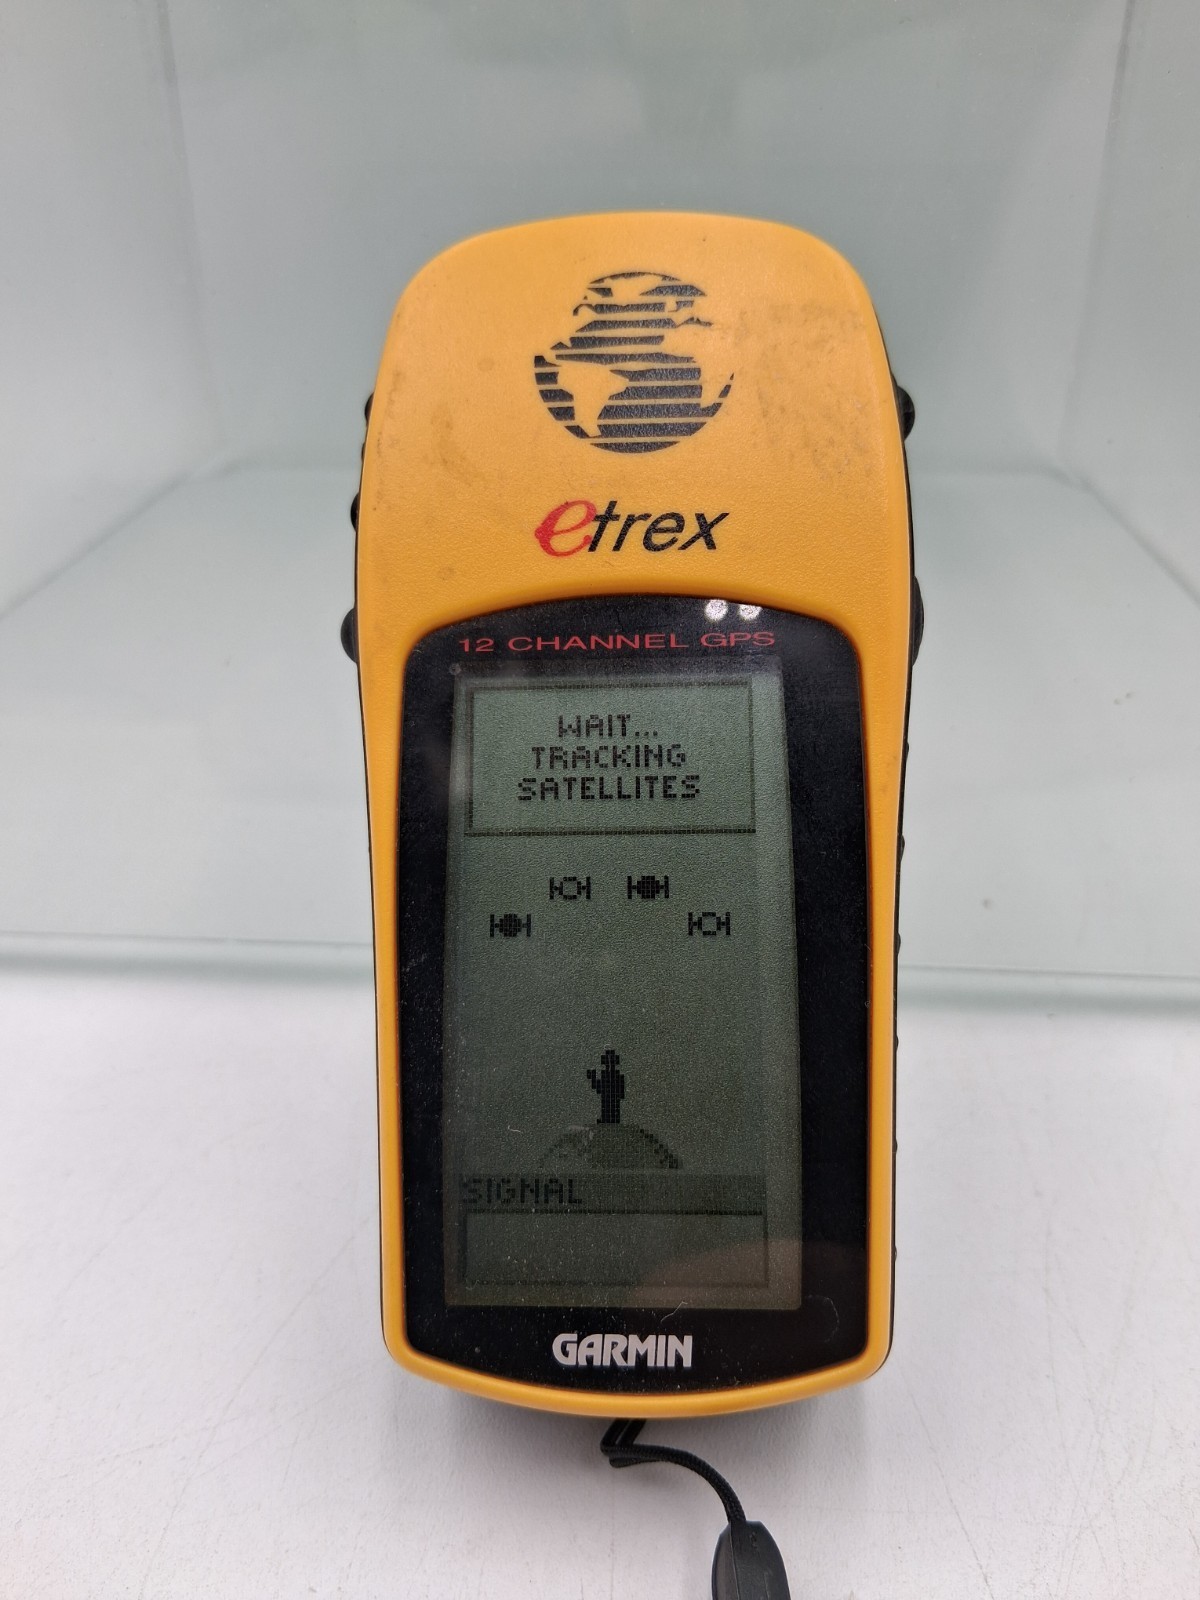 etrex
12 CHANNEL GPS
WAIT...
TRACKING
SATELLITES
SIGNAL
GARMIN